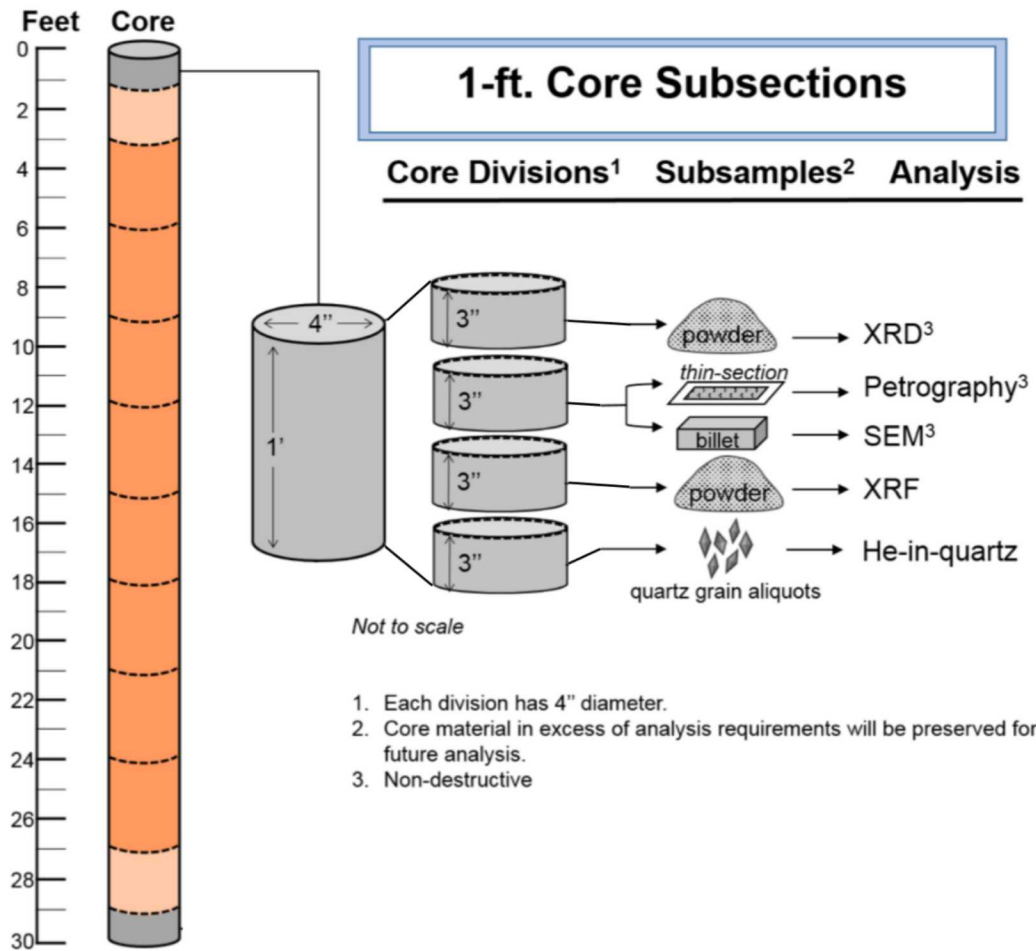 Feet Core
1-ft. Core Subsections
Core Divisions¹ Subsamples² Analysis
0
2
4
6
8
10
12
14
16
18
20
22
24
26
28
30
4”
1’
3”
powder
XRD³
3”
thin-section
Petrography³
billet
SEM³
3”
powder
XRF
3”
quartz grain aliquots
He-in-quartz
Not to scale
1. Each division has 4” diameter.
2. Core material in excess of analysis requirements will be preserved for
future analysis.
3. Non-destructive